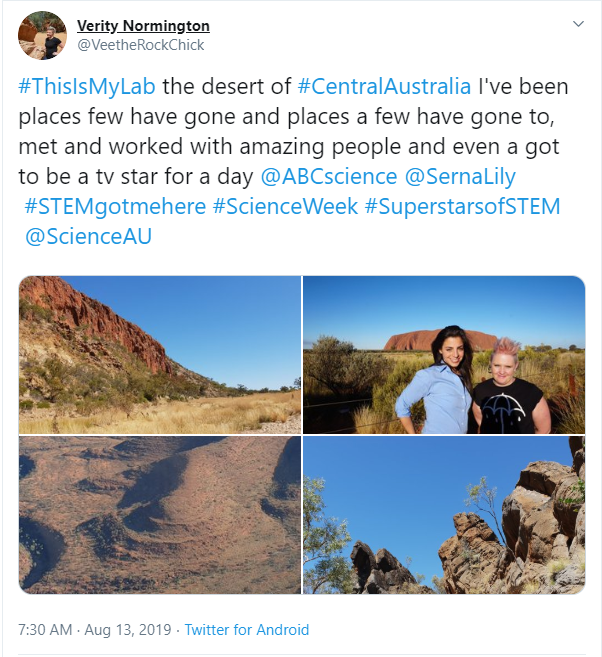 Verity Normington
@VeetheRockChick
#ThisIsMyLab the desert of #CentralAustralia I've been
places few have gone and places a few have gone to,
met and worked with amazing people and even a got
to be a tv star for a day @ABCscience @SernaLily
#STEMgotmehere #ScienceWeek #SuperstarsofSTEM
@ScienceAU
7:30 AM · Aug 13, 2019 · Twitter for Android